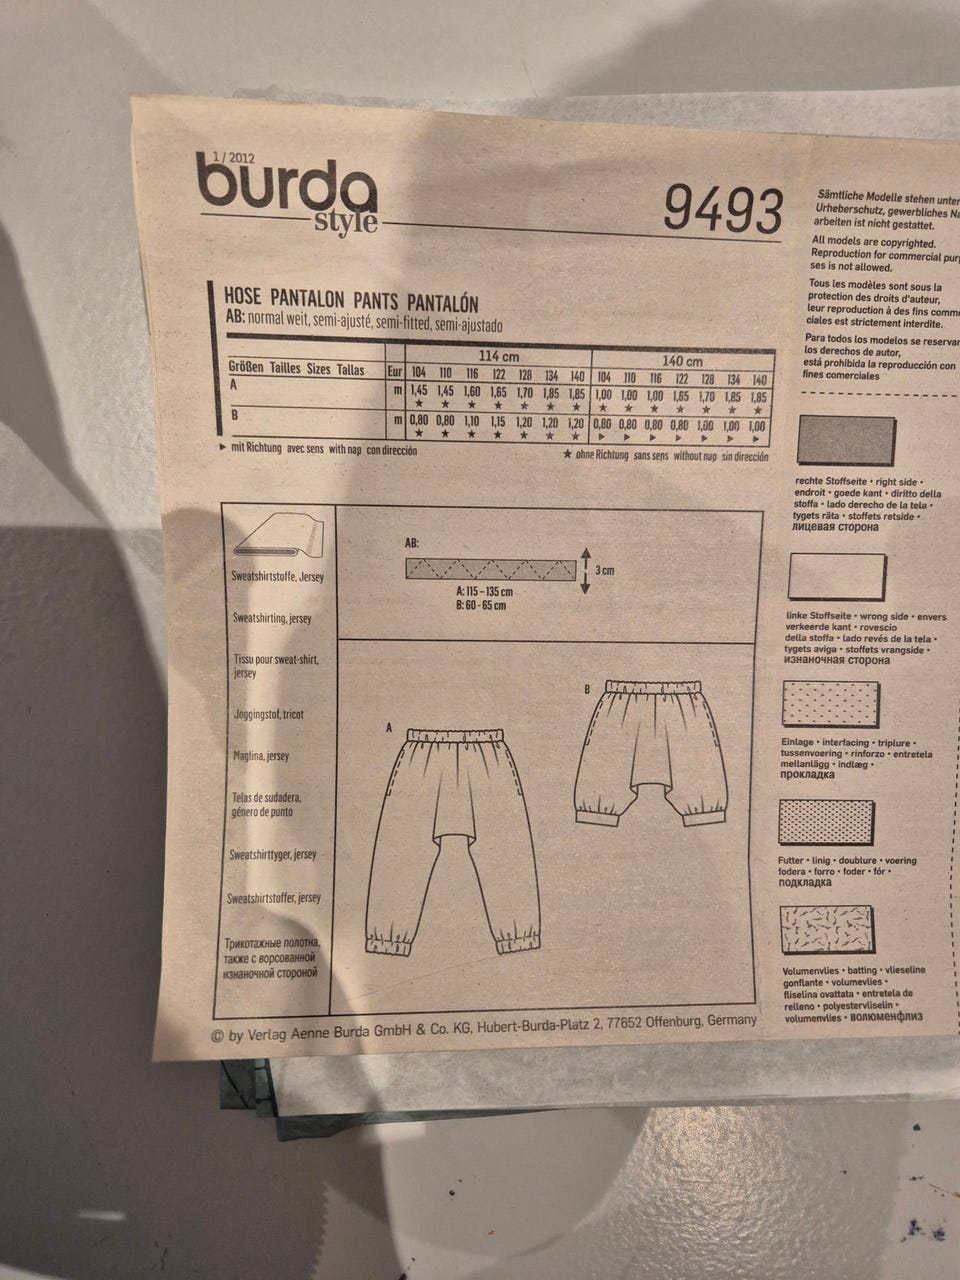 1 / 2012
burda
style
9493
HOSE PANTALON PANTS PANTALÓN
AB: normal weit, semi-ajusté, semi-fitted, semi-ajustado
114 cm 140 cm
Größen Tailles Sizes Tallas Eur 104 110 116 122 128 134 140 104 110 116 122 128 134 140
A m 1,45 1,45 1,60 1,65 1,70 1,85 1,85 1,00 1,00 1,00 1,65 1,70 1,85 1,85
★ ★ ★ ★ ★ ★ ★ ★ ★ ★ ★ ★ ★ ★
B m 0,80 0,80 1,10 1,15 1,20 1,20 1,20 0,80 0,80 0,80 0,80 1,00 1,00 1,00
★ ★ ★ ★ ★ ★ ★ ▶ ▶ ▶ ▶ ▶ ▶ ▶
▶ mit Richtung avec sens with nap con dirección ★ ohne Richtung sans sens without nap sin dirección
Sweatshirtstoffe, Jersey
Sweatshirting, jersey
Tissu pour sweat-shirt,
jersey
Joggingstof, tricot
Maglina, jersey
Telas de sudadera,
género de punto
Sweatshirttyger, jersey
Sweatshirtstoffer, jersey
Трикотажные полотна,
также с ворсованной
изнаночной стороной
AB:
3 cm
A: 115 – 135 cm
B: 60 - 65 cm
A
B
© by Verlag Aenne Burda GmbH & Co. KG, Hubert-Burda-Platz 2, 77652 Offenburg, Germany
Sämtliche Modelle stehen unter
Urheberschutz, gewerbliches
arbeiten ist nicht gestattet.
All models are copyrighted.
Reproduction for commercial pur
ses is not allowed.
Tous les modèles sont sous la
protection des droits d'auteur,
leur reproduction à des fins comme
ciales est strictement interdite.
Para todos los modelos se reservan
los derechos de autor,
está prohibida la reproducción con
fines comerciales
rechte Stoffseite • right side •
endroit • goede kant • diritto della
stoffa • lado derecho de la tela •
tygets räta • stoffets retside •
лицевая сторона
linke Stoffseite • wrong side • envers
verkeerde kant • rovescio
della stoffa • lado revés de la tela •
tygets aviga • stoffets vrangside •
изнаночная сторона
Einlage • interfacing • triplure •
tussenvoering • rinforzo • entretela
mellanlägg • indlæg •
прокладка
Futter • linig • doublure • voering
fodera • forro • foder • fór •
подкладка
Volumenvlies • batting • vlieseline
gonflante • volumevlies •
fliselina ovattata • entretela de
relleno • polyestervliselin •
volumenvlies • волюменфлиз